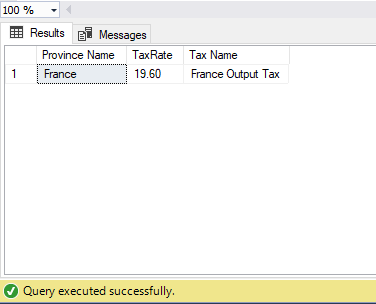 100 %
Results Messages
Province Name TaxRate Tax Name
1 France 19.60 France Output Tax
Query executed successfully.